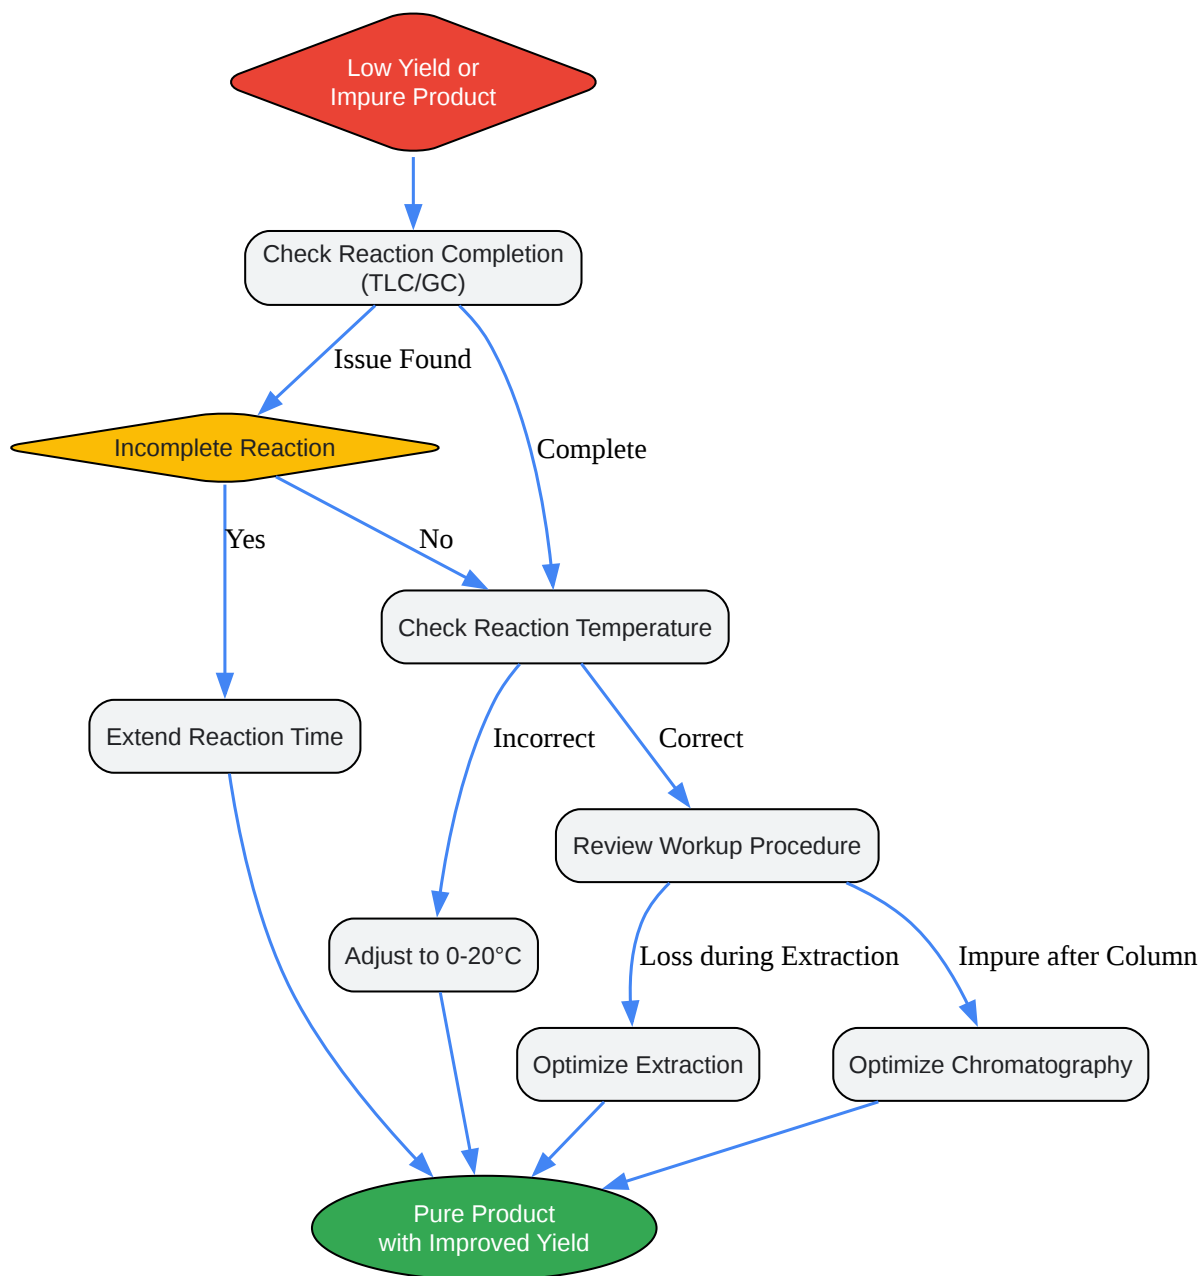 Low Yield or
Impure Product
Check Reaction Completion
(TLC/GC)
Issue Found
Incomplete Reaction
Complete
Yes
No
Check Reaction Temperature
Extend Reaction Time
Incorrect
Correct
Review Workup Procedure
Adjust to 0-20°C
Loss during Extraction
Impure after Column
Optimize Extraction
Optimize Chromatography
Pure Product
with Improved Yield